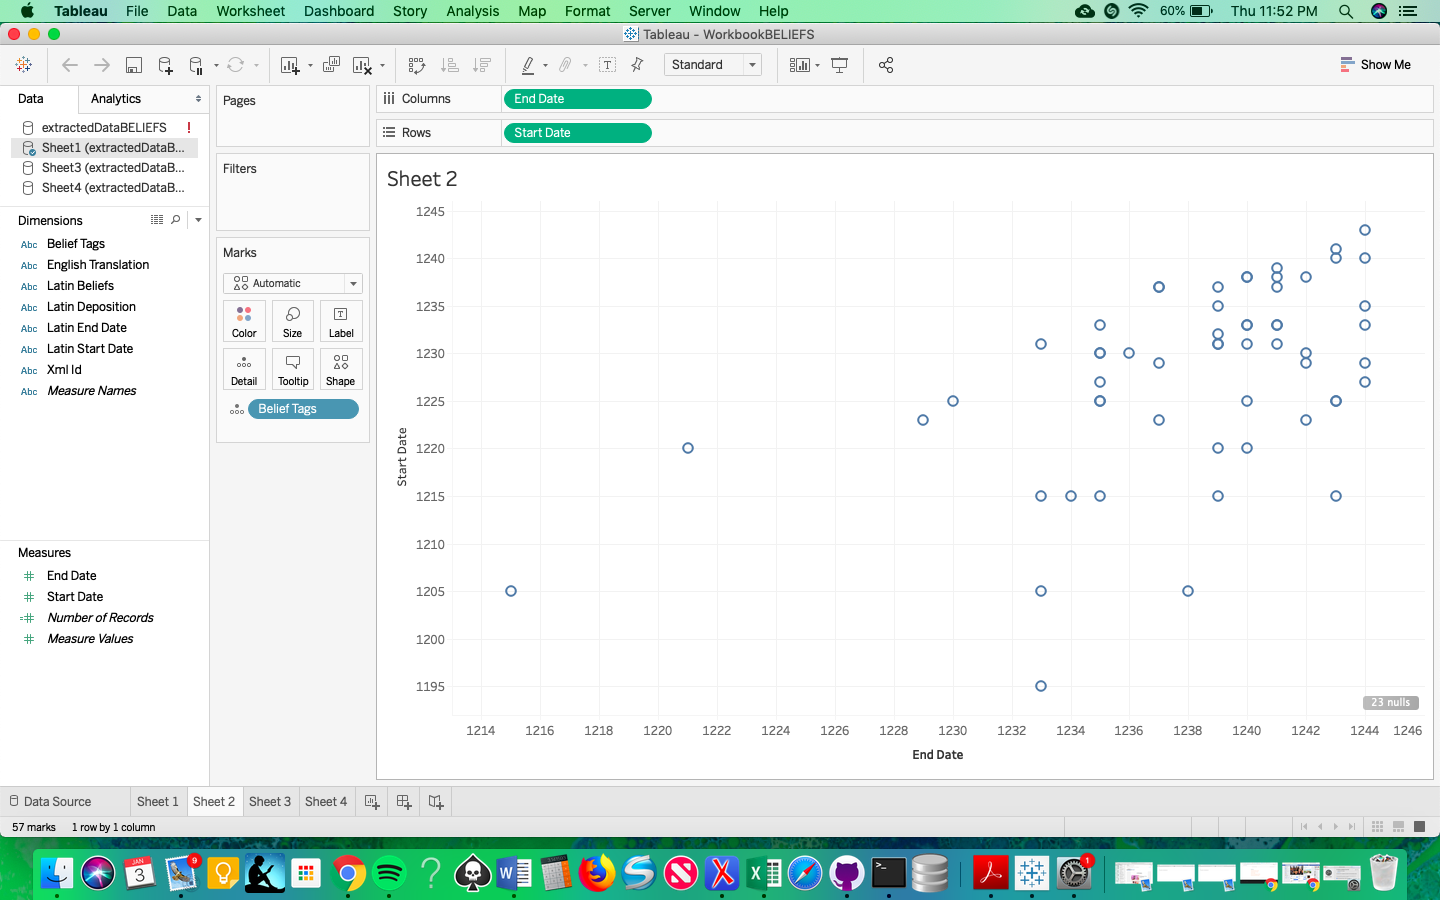 Tableau File Data Worksheet Dashboard Story Analysis Map Format Server Window Help 60% Thu 11:52 PM
Tableau - WorkbookBELIEFS
Standard Show Me
Data Analytics
extractedDataBELIEFS !
Sheet1 (extractedDataB...
Sheet3 (extractedDataB...
Sheet4 (extractedDataB...
Dimensions
Abc Belief Tags
Abc English Translation
Abc Latin Beliefs
Abc Latin Deposition
Abc Latin End Date
Abc Latin Start Date
Abc Xml Id
Abc Measure Names
Measures
# End Date
# Start Date
=# Number of Records
# Measure Values
Pages
Filters
Marks
Automatic
Color Size Label
Detail Tooltip Shape
Belief Tags
Columns End Date
Rows Start Date
Sheet 2
1245
1240
1235
1230
1225
1220
1215
1210
1205
1200
1195
Start Date
23 nulls
1214 1216 1218 1220 1222 1224 1226 1228 1230 1232 1234 1236 1238 1240 1242 1244 1246
End Date
Data Source Sheet 1 Sheet 2 Sheet 3 Sheet 4
57 marks 1 row by 1 column
JAN
3
9
1